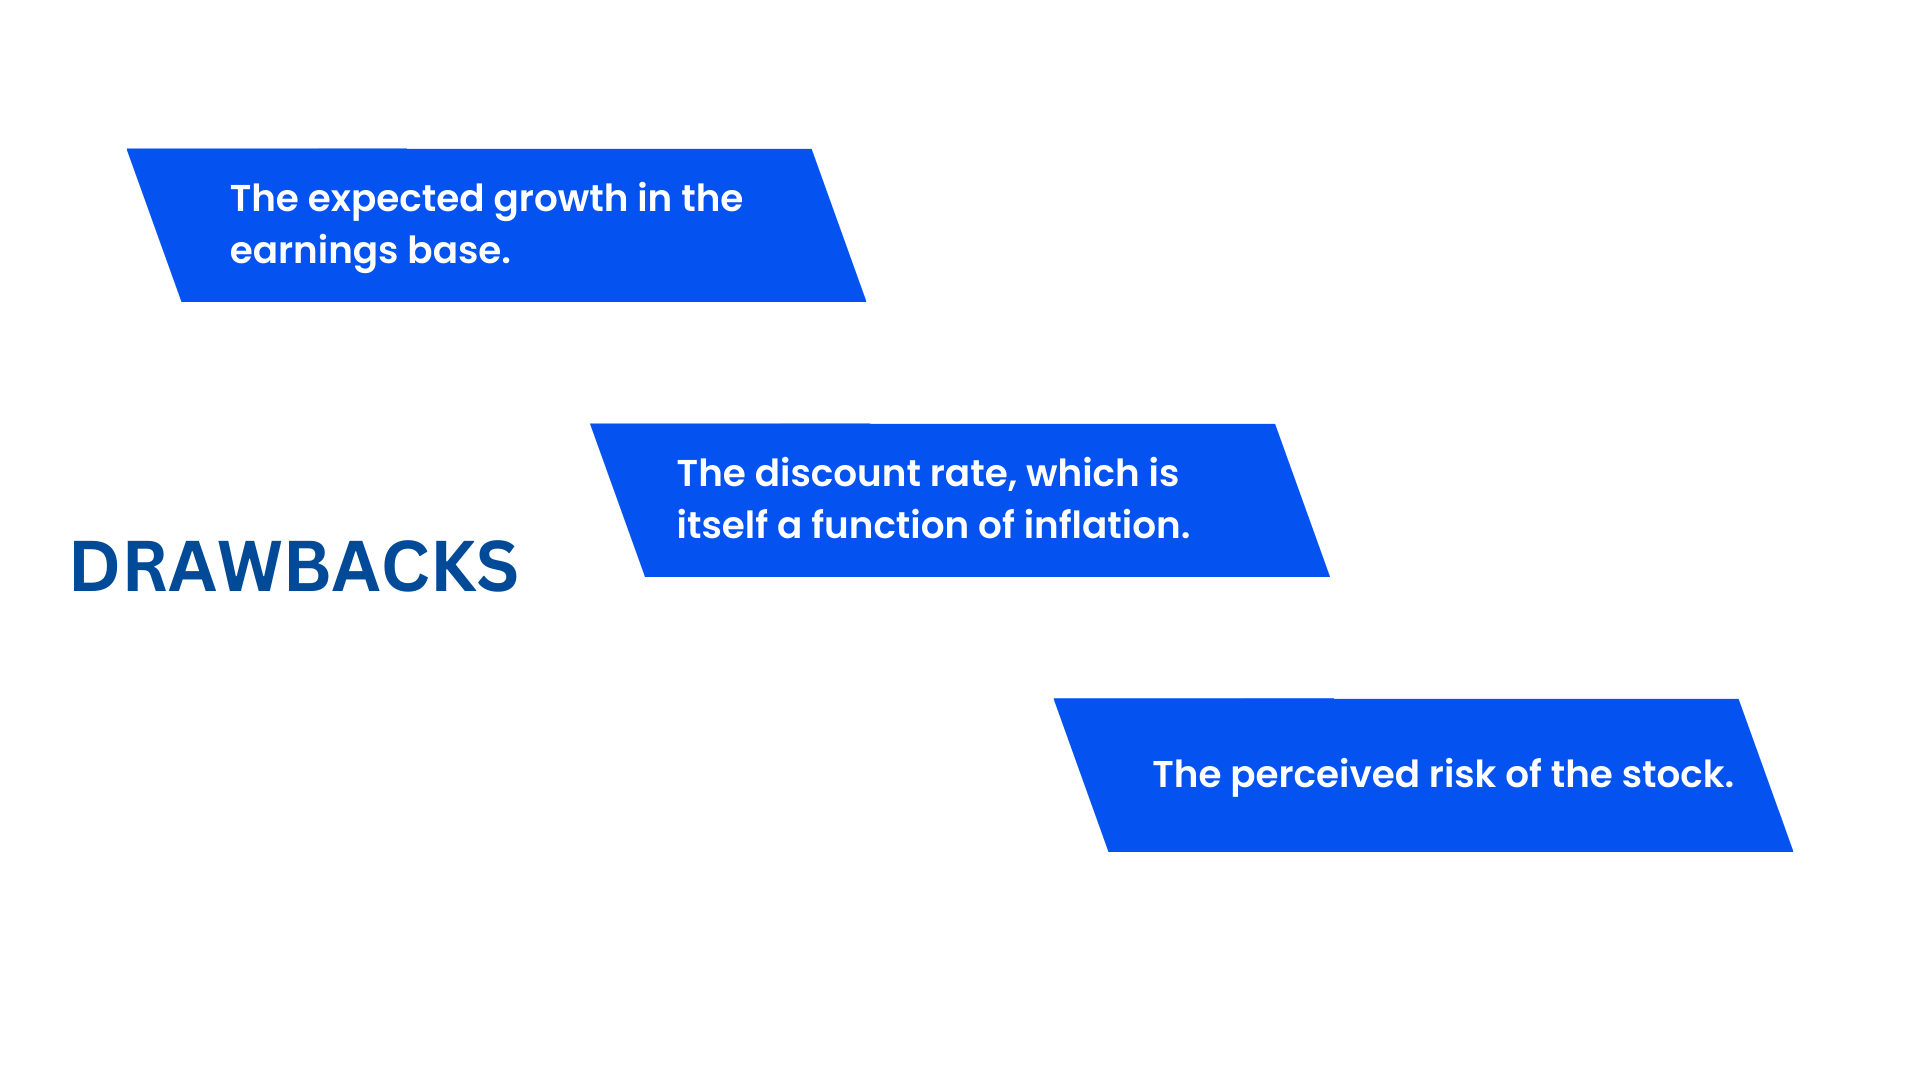 The expected growth in the
earnings base.
The discount rate, which is
itself a function of inflation.
DRAWBACKS
The perceived risk of the stock.